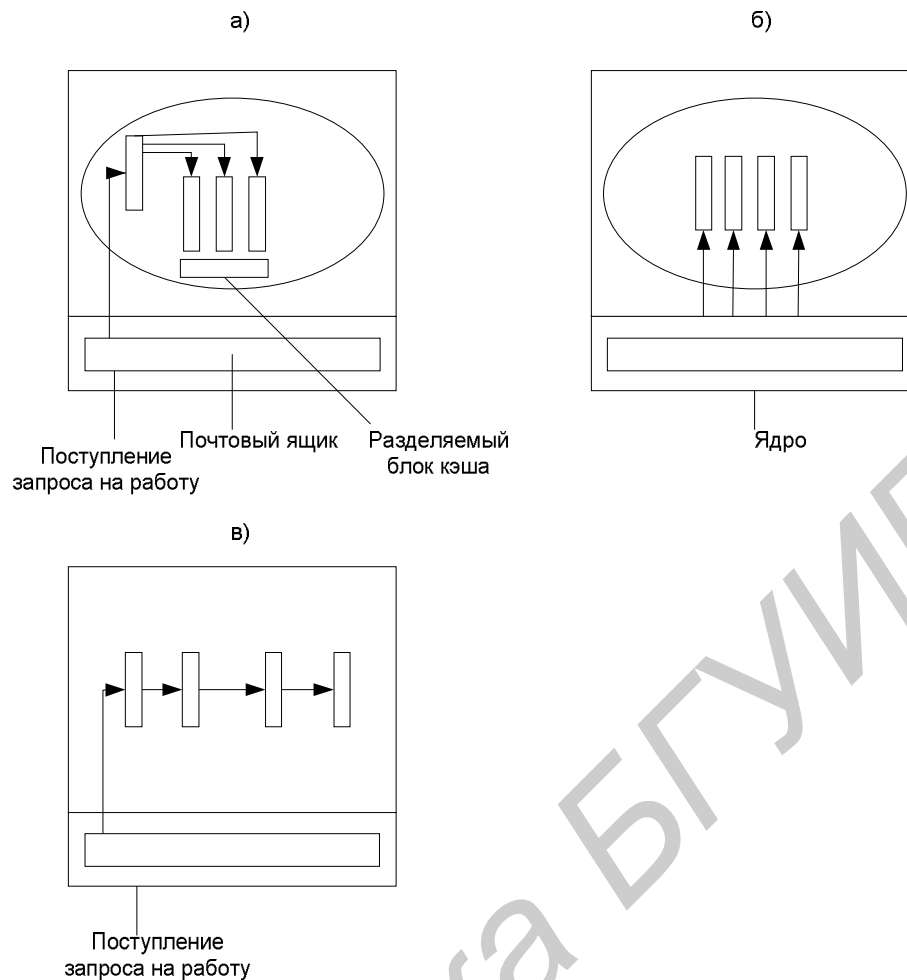 а)
б)
Поступление
запроса на работу
Почтовый ящик
Разделяемый
блок кэша
Ядро
в)
Поступление
запроса на работу